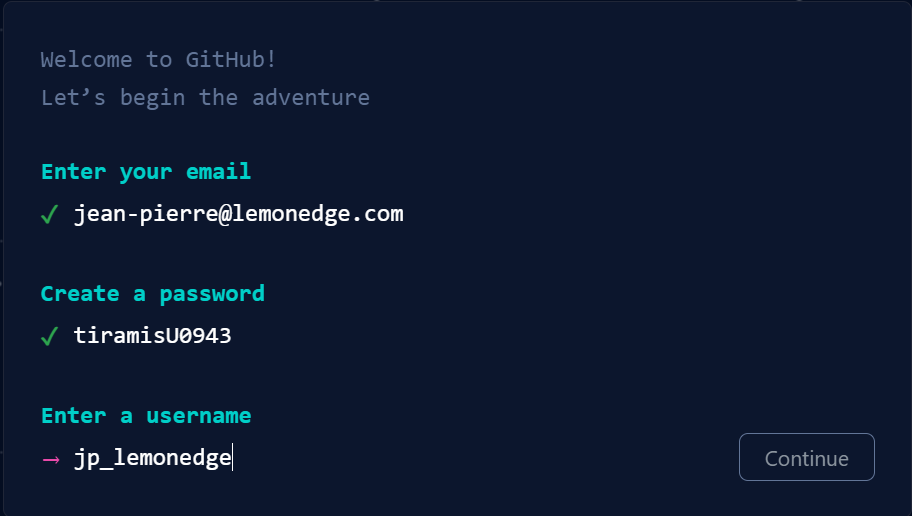 Welcome to GitHub!
Let’s begin the adventure
Enter your email
✓ jean-pierre@lemonedge.com
Create a password
✓ tiramisU0943
Enter a username
→ jp_lemonedge
Continue